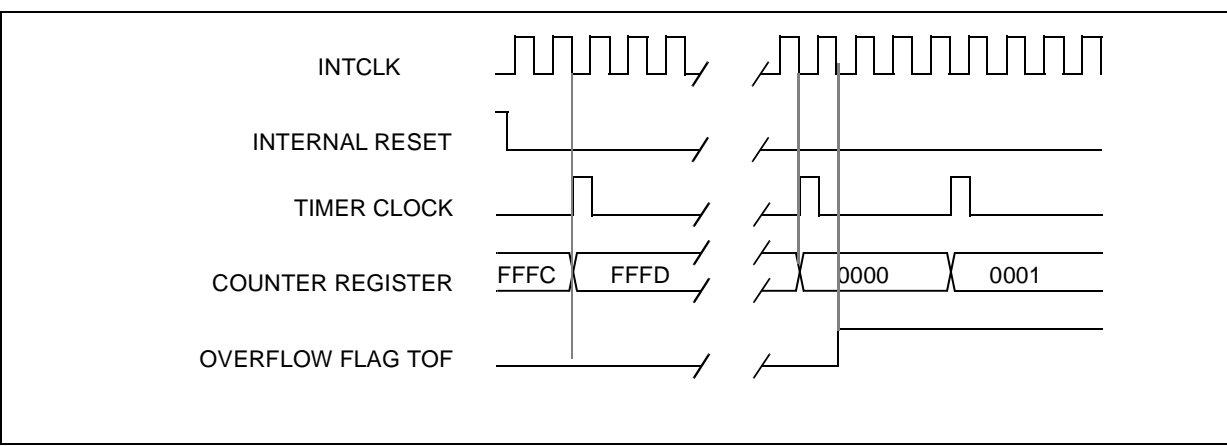 INTCLK
INTERNAL RESET
TIMER CLOCK
COUNTER REGISTER FFFC FFFD 0000 0001
OVERFLOW FLAG TOF